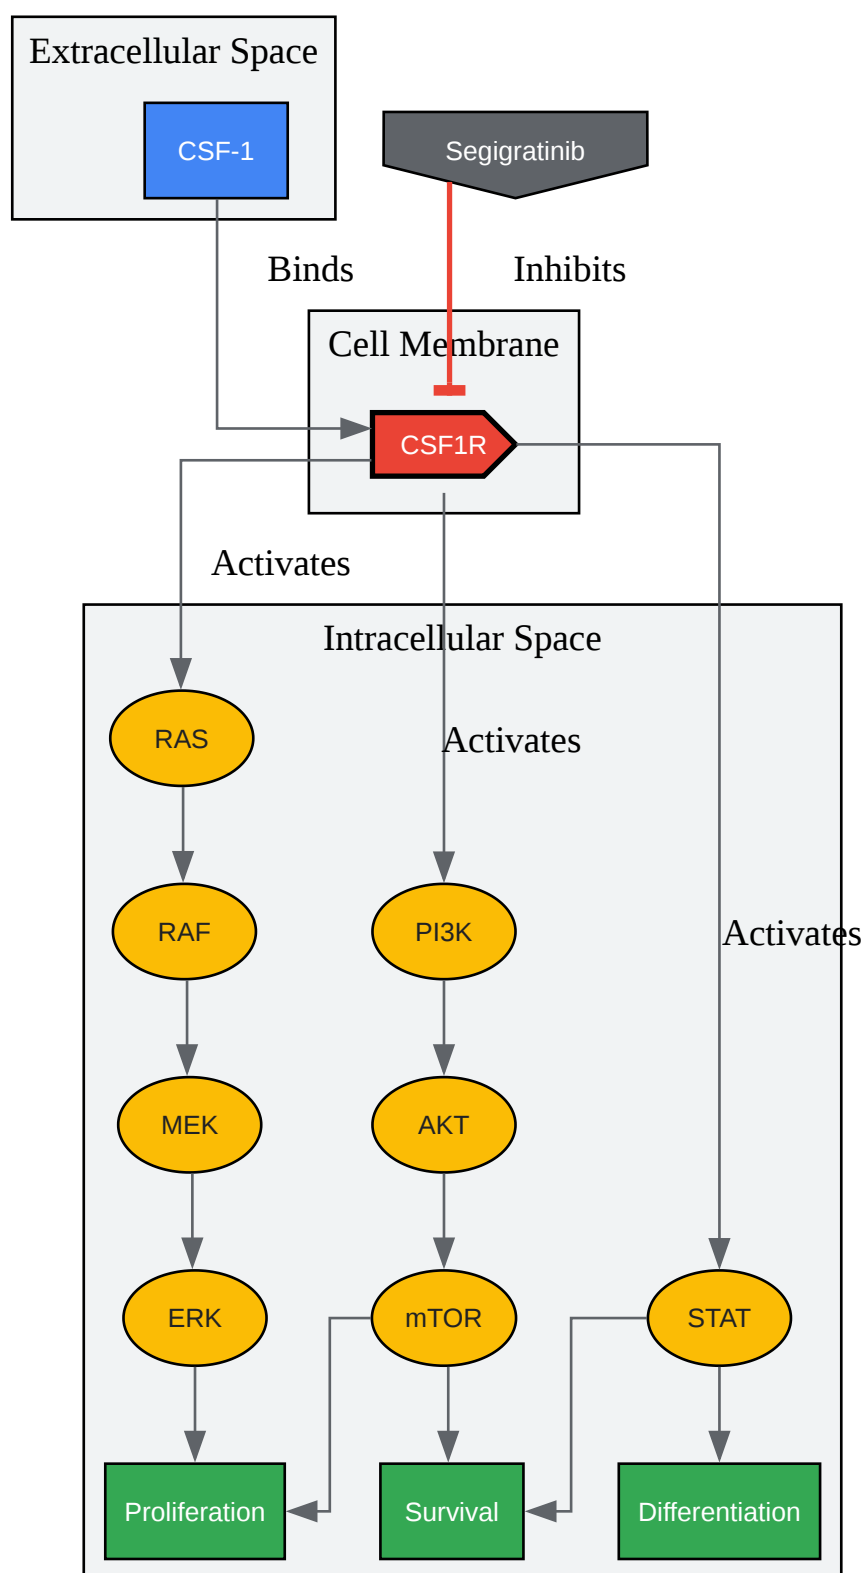 Extracellular Space
CSF-1
Segigratinib
Binds
Inhibits
Cell Membrane
CSF1R
Activates
Intracellular Space
RAS
Activates
RAF
PI3K
Activates
MEK
AKT
ERK
mTOR
STAT
Proliferation
Survival
Differentiation